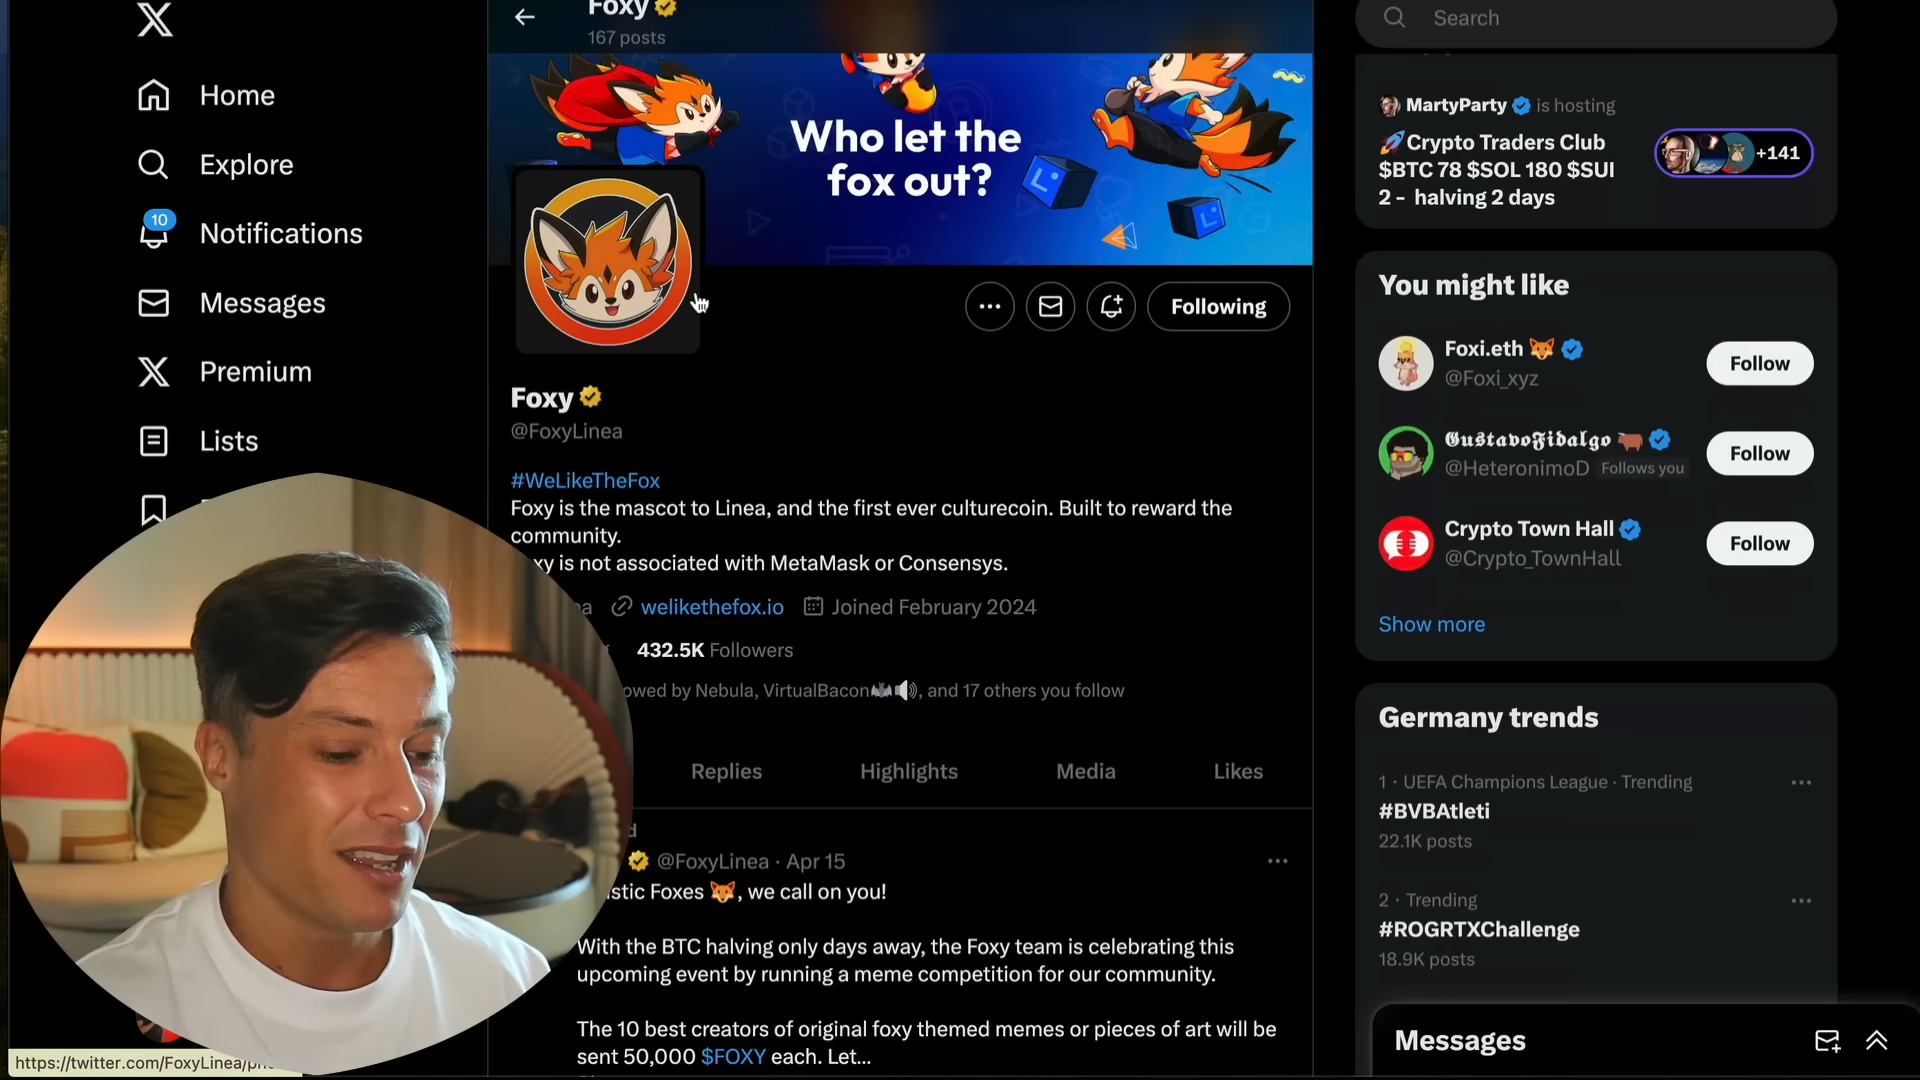 Foxy
167 posts
Search
Home
Explore
10
Notifications
Messages
Premium
Lists
Who let the
fox out?
Following
Foxy
@FoxyLinea
#WeLikeTheFox
Foxy is the mascot to Linea, and the first ever culturecoin. Built to reward the
community.
xy is not associated with MetaMask or Consensys.
a welikethefox.io Joined February 2024
432.5K Followers
owed by Nebula, VirtualBacon🦇🔊, and 17 others you follow
Replies Highlights Media Likes
d
@FoxyLinea · Apr 15
istic Foxes 🦊, we call on you!
With the BTC halving only days away, the Foxy team is celebrating this
upcoming event by running a meme competition for our community.
The 10 best creators of original foxy themed memes or pieces of art will be
sent 50,000 $FOXY each. Let...
MartyParty is hosting
🚀Crypto Traders Club
$BTC 78 $SOL 180 $SUI
2 - halving 2 days
+141
You might like
Foxi.eth 🦊
@Foxi_xyz
Follow
𝕲𝖚𝖘𝖙𝖆𝖛𝖔𝕱𝖎𝖉𝖆𝖑𝖌𝖔 🐂
@HeteronimoD Follows you
Follow
Crypto Town Hall
@Crypto_TownHall
Follow
Show more
Germany trends
1 · UEFA Champions League · Trending
#BVBAtleti
22.1K posts
2 · Trending
#ROGRTXChallenge
18.9K posts
Messages
https://twitter.com/FoxyLinea/ph